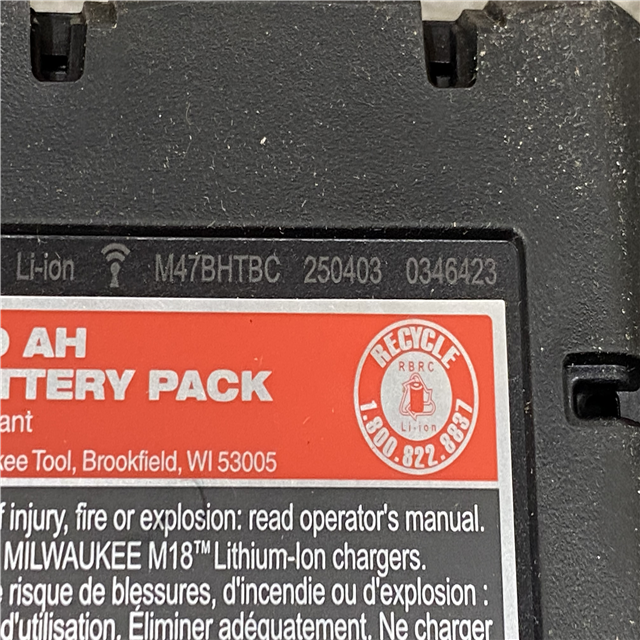 Li-ion M47BHTBC 250403 0346423
AH
TTERY PACK
ant
kee Tool, Brookfield, WI 53005
RECYCLE
RBRC
Li-ion
1.800.822.8837
f injury, fire or explosion: read operator's manual.
MILWAUKEE M18™ Lithium-Ion chargers.
risque de blessures, d'incendie ou d'explosion :
d'utilisation. Éliminer adéquatement. Ne charger